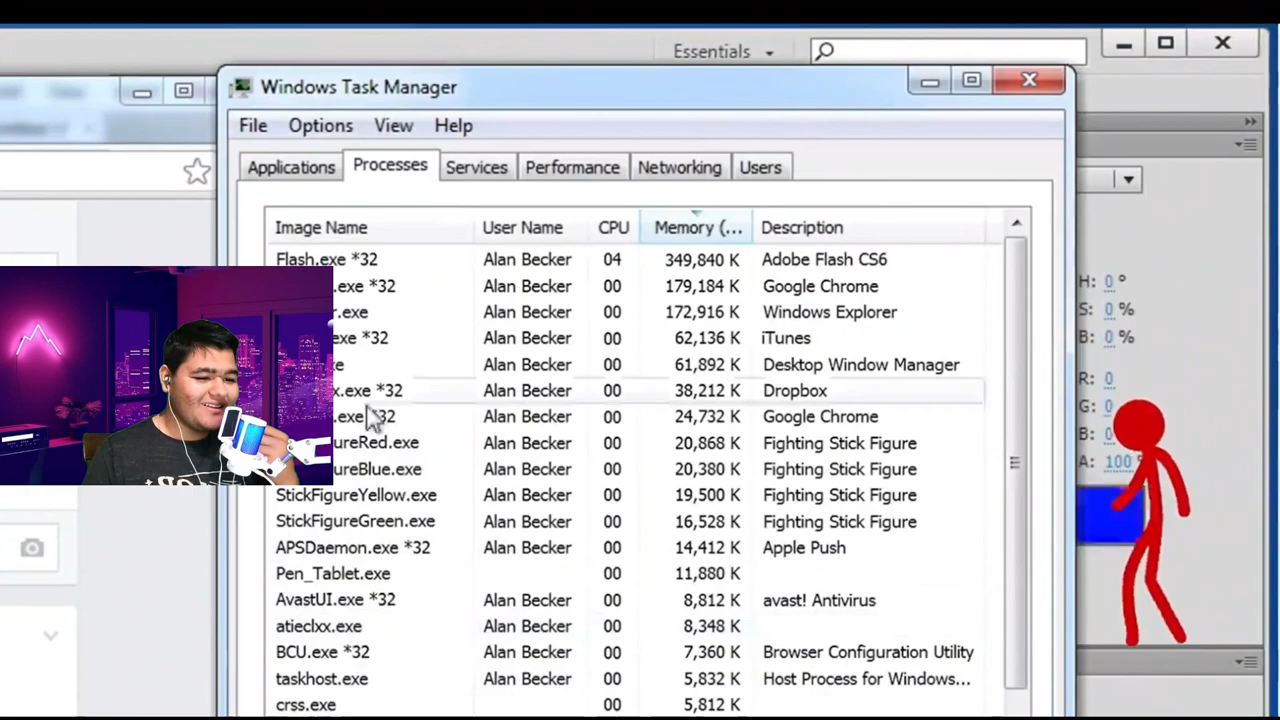 Essentials
Windows Task Manager
File Options View Help
Applications Processes Services Performance Networking Users
Image Name User Name CPU Memory (... Description
Flash.exe *32 Alan Becker 04 349,840 K Adobe Flash CS6
.exe *32 Alan Becker 00 179,184 K Google Chrome
r.exe Alan Becker 00 172,916 K Windows Explorer
exe *32 Alan Becker 00 62,136 K iTunes
Alan Becker 00 61,892 K Desktop Window Manager
x.exe *32 Alan Becker 00 38,212 K Dropbox
.exe *32 Alan Becker 00 24,732 K Google Chrome
ureRed.exe Alan Becker 00 20,868 K Fighting Stick Figure
ureBlue.exe Alan Becker 00 20,380 K Fighting Stick Figure
StickFigureYellow.exe Alan Becker 00 19,500 K Fighting Stick Figure
StickFigureGreen.exe Alan Becker 00 16,528 K Fighting Stick Figure
APSDaemon.exe *32 Alan Becker 00 14,412 K Apple Push
Pen_Tablet.exe 00 11,880 K
AvastUI.exe *32 Alan Becker 00 8,812 K avast! Antivirus
atieclxx.exe 00 8,348 K
BCU.exe *32 Alan Becker 00 7,360 K Browser Configuration Utility
taskhost.exe Alan Becker 00 5,832 K Host Process for Windows...
crss.exe 00 5,812 K
H: 0 °
S: 0 %
B: 0 %
R: 0
G: 0
B: 0
A: 100